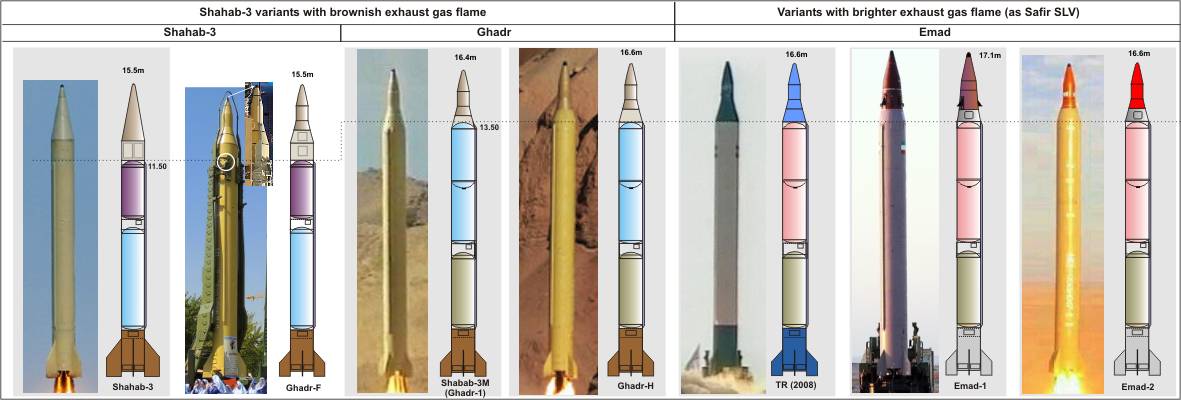 Shahab-3 variants with brownish exhaust gas flame
Variants with brighter exhaust gas flame (as Safir SLV)
Shahab-3
Ghadr
Emad
15.5m
15.5m
16.4m
16.6m
16.6m
17.1m
16.6m
11.50
13.50
Shahab-3
Ghadr-F
Shabab-3M
(Ghadr-1)
Ghadr-H
TR (2008)
Emad-1
Emad-2